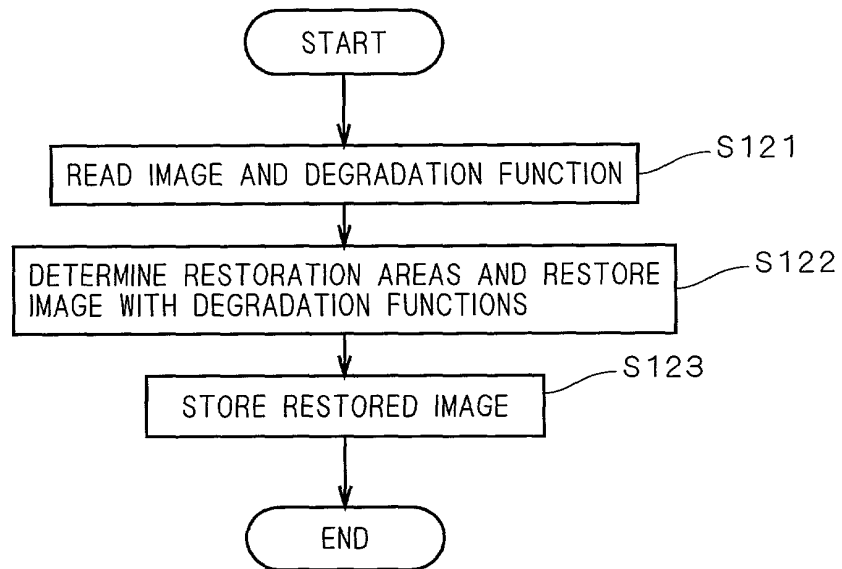 START
READ IMAGE AND DEGRADATION FUNCTION
S121
DETERMINE RESTORATION AREAS AND RESTORE
IMAGE WITH DEGRADATION FUNCTIONS
S122
STORE RESTORED IMAGE
S123
END